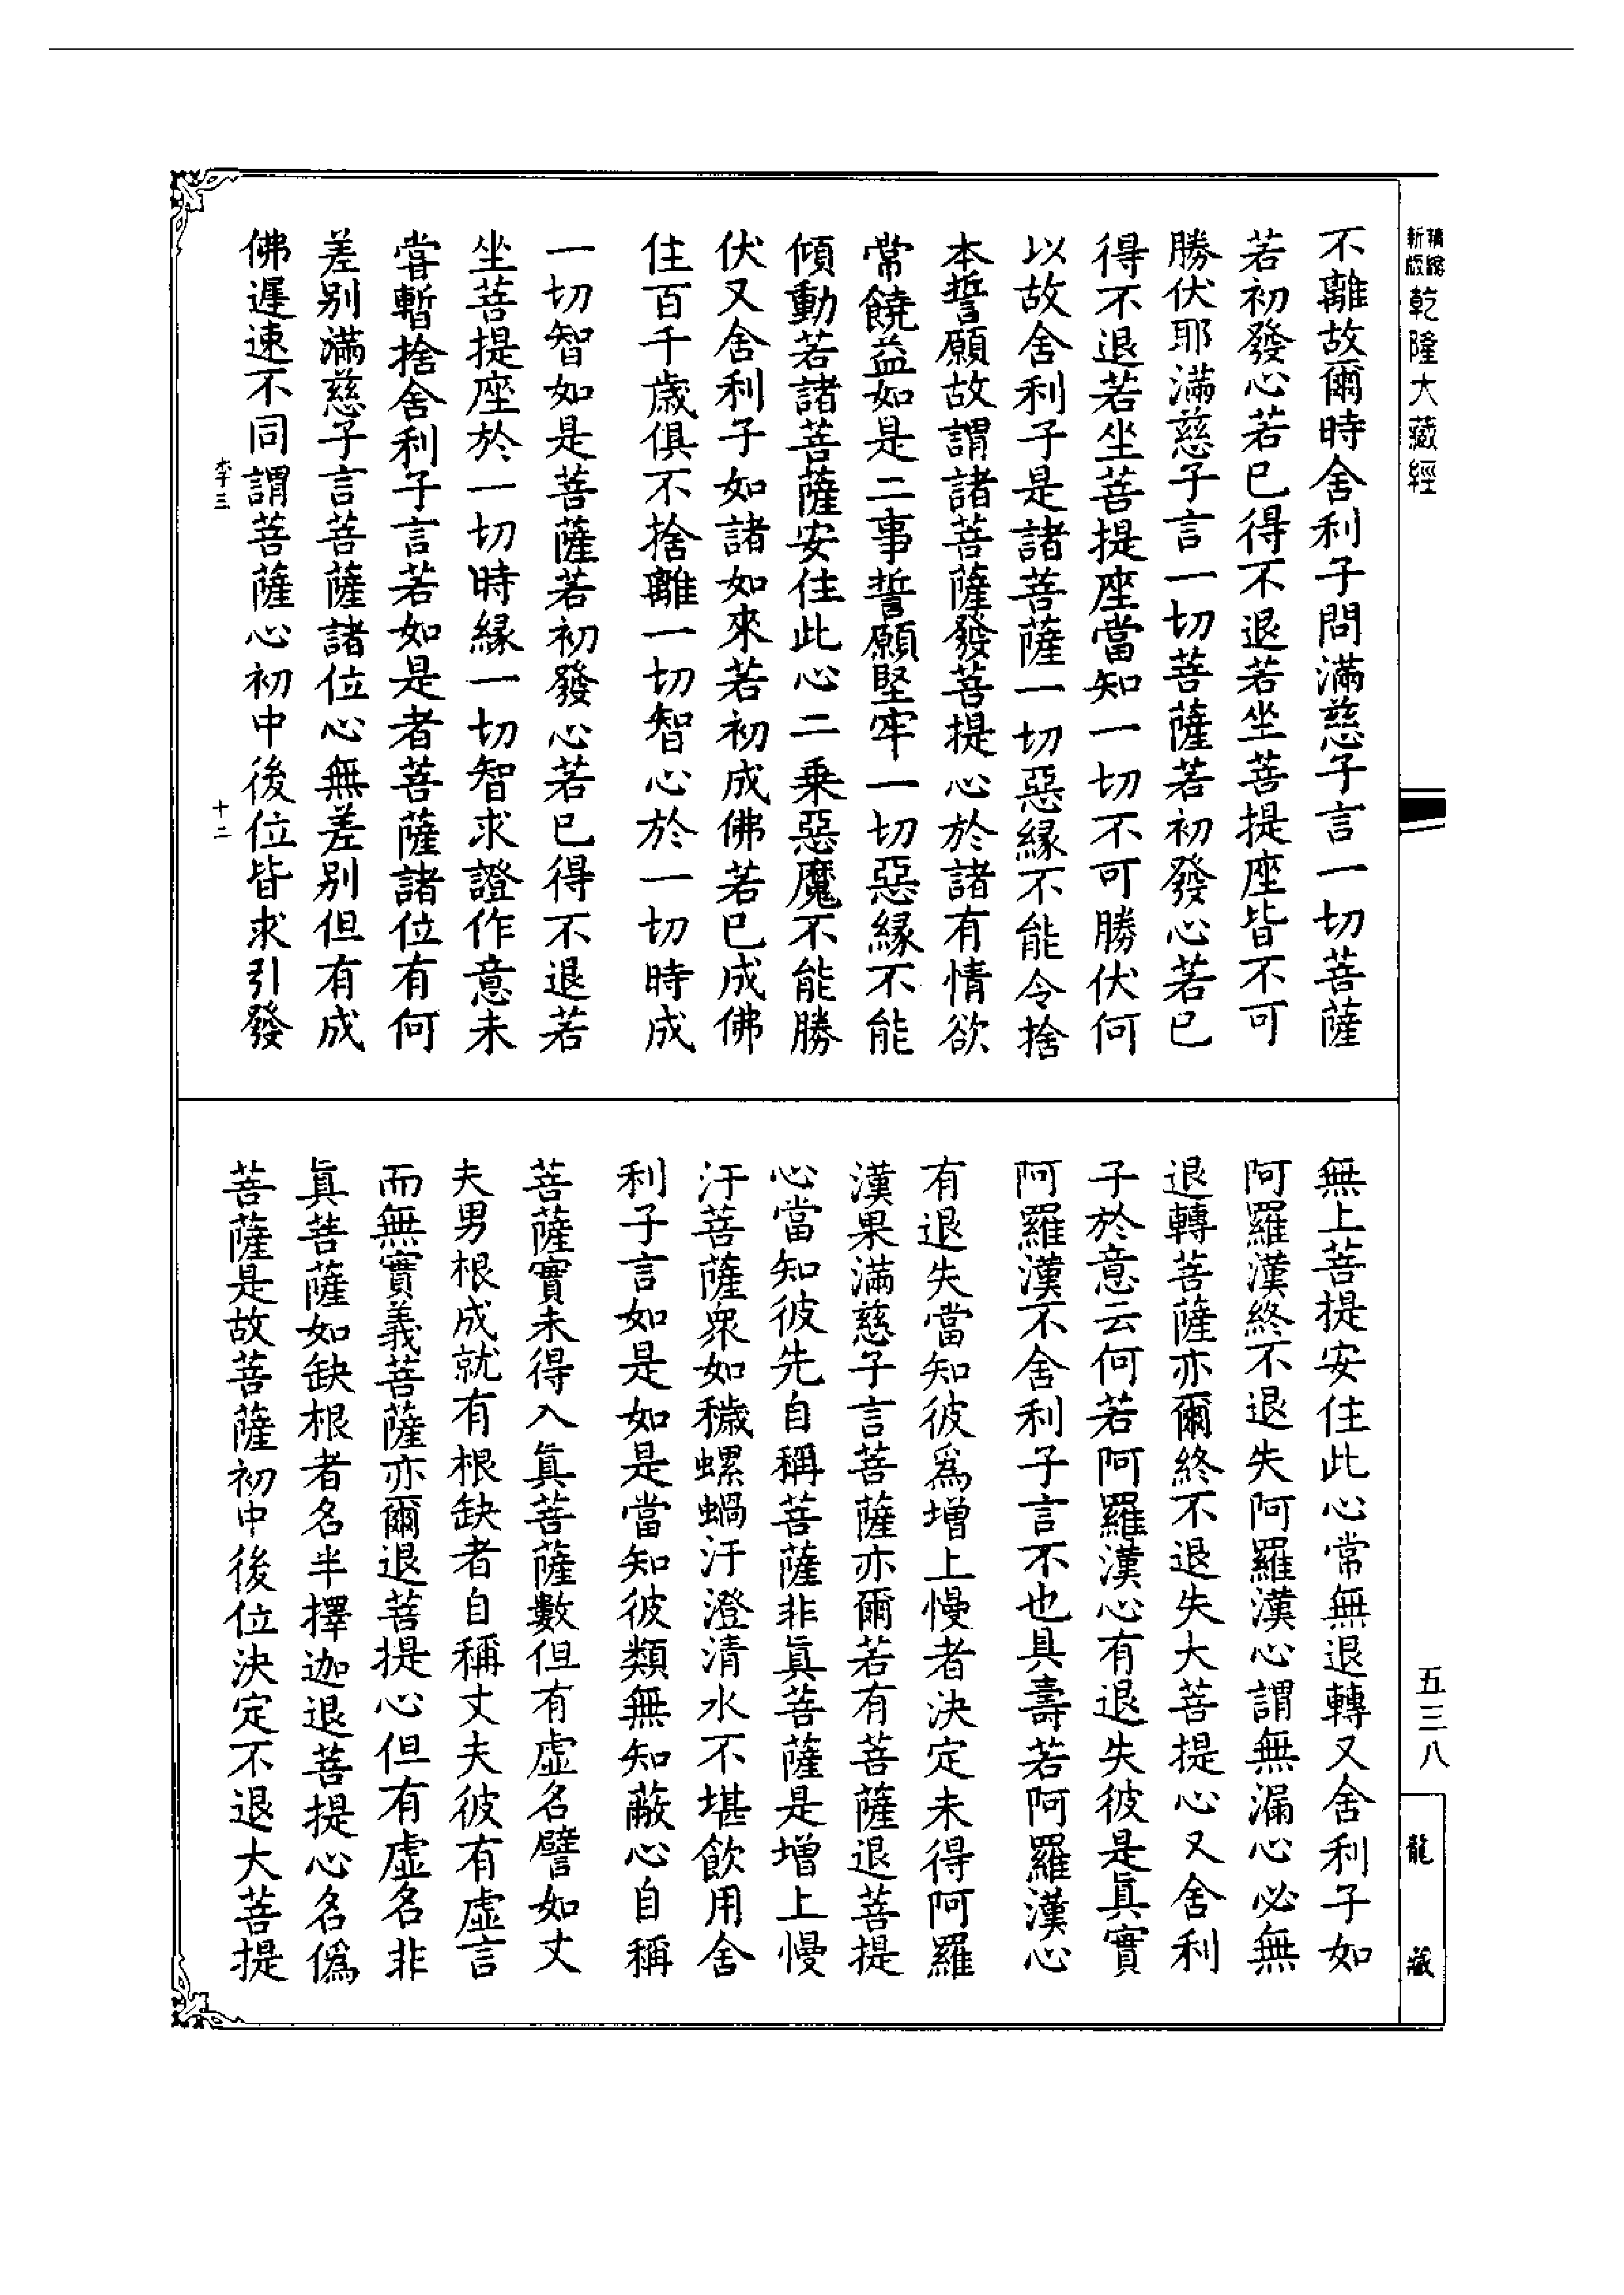 新版
精縮
乾隆大藏經
五三八
龍藏
不離故爾時舍利子問滿慈子言一切菩薩
若初發心若已得不退若坐菩提座皆不可
勝伏耶滿慈子言一切菩薩若初發心若已
得不退若坐菩提座當知一切不可勝伏何
以故舍利子是諸菩薩一切惡緣不能令捨
本誓願故謂諸菩薩發菩提心於諸有情欲
常饒益如是二事誓願堅牢一切惡緣不能
傾動若諸菩薩安住此心二乘惡魔不能勝
伏又舍利子如諸如來若初成佛若已成佛
住百千歲俱不捨離一切智心於一切時成
一切智如是菩薩若初發心若已得不退若
坐菩提座於一切時緣一切智求證作意未
甞暫捨舍利子言若如是者菩薩諸位有何
差別滿慈子言菩薩諸位心無差別但有成
佛遲速不同謂菩薩心初中後位皆求引發
李三
十二
無上菩提安住此心常無退轉又舍利子如
阿羅漢終不退失阿羅漢心謂無漏心必無
退轉菩薩亦爾終不退失大菩提心又舍利
子於意云何若阿羅漢心有退失彼是眞實
阿羅漢不舍利子言不也具壽若阿羅漢心
有退失當知彼爲增上慢者決定未得阿羅
漢果滿慈子言菩薩亦爾若有菩薩退菩提
心當知彼先自稱菩薩非眞菩薩是增上慢
汙菩薩衆如穢螺蝸汙澄清水不堪飲用舍
利子言如是如是當知彼類無知蔽心自稱
菩薩實未得入眞菩薩數但有虛名譬如丈
夫男根成就有根缺者自稱丈夫彼有虛言
而無實義菩薩亦爾退菩提心但有虛名非
眞菩薩如缺根者名半擇迦退菩提心名僞
菩薩是故菩薩初中後位決定不退大菩提